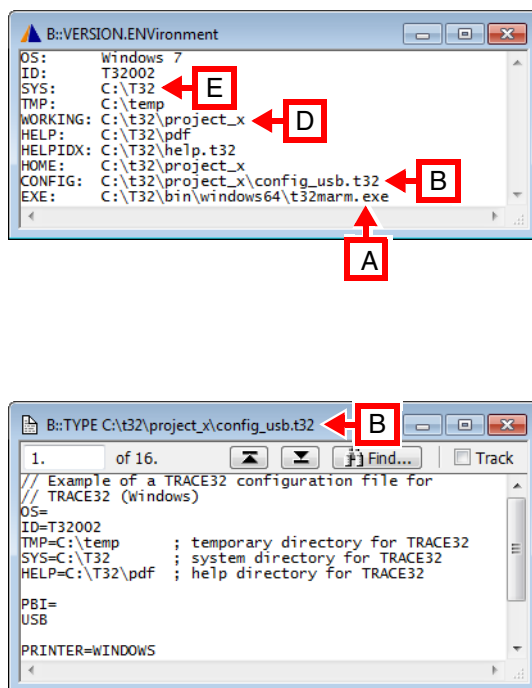 B::VERSION.ENVironment
OS: Windows 7
ID: T32002
SYS: C:\T32 E
TMP: C:\temp
WORKING: C:\t32\project_x D
HELP: C:\T32\pdf
HELPIDX: C:\T32\help.t32
HOME: C:\t32\project_x
CONFIG: C:\t32\project_x\config_usb.t32 B
EXE: C:\T32\bin\windows64\t32marm.exe
A
B::TYPE C:\t32\project_x\config_usb.t32 B
1. of 16. Find... Track
// Example of a TRACE32 configuration file for
// TRACE32 (Windows)
OS=
ID=T32002
TMP=C:\temp ; temporary directory for TRACE32
SYS=C:\T32 ; system directory for TRACE32
HELP=C:\T32\pdf ; help directory for TRACE32
PBI=
USB
PRINTER=WINDOWS